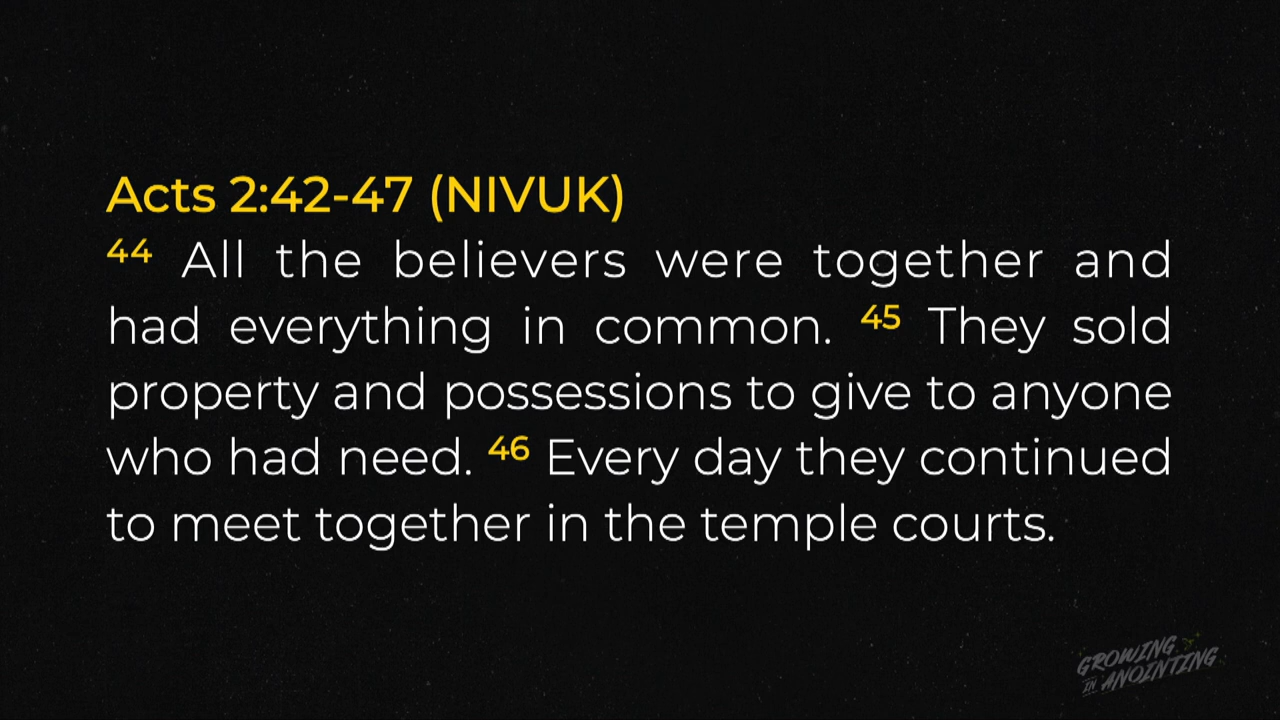 Acts 2:42-47 (NIVUK)
44 All the believers were together and
had everything in common. 45 They sold
property and possessions to give to anyone
who had need. 46 Every day they continued
to meet together in the temple courts.
GROWING
IN ANOINTING